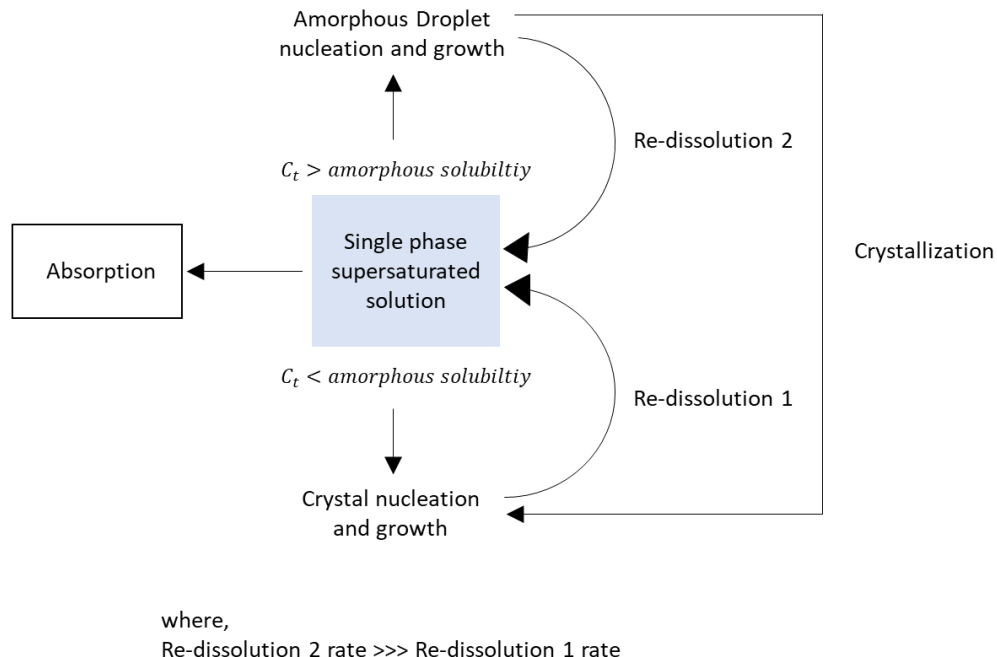 Amorphous Droplet
nucleation and growth
Re-dissolution 2
C_t > amorphous solubiltiy
Single phase
supersaturated
solution
Absorption
Crystallization
C_t < amorphous solubiltiy
Re-dissolution 1
Crystal nucleation
and growth
where,
Re-dissolution 2 rate >>> Re-dissolution 1 rate